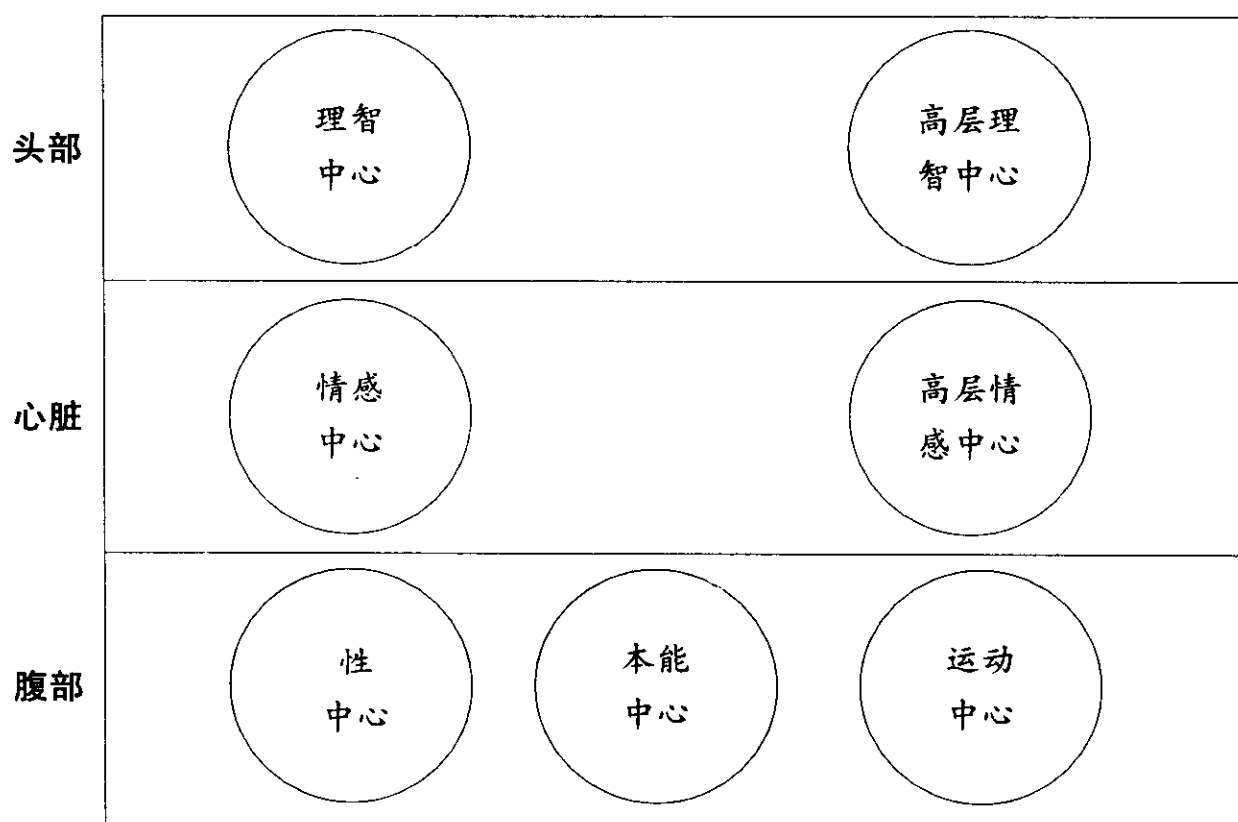 头部
理智
中心
高层理
智中心
心脏
情感
中心
高层情
感中心
腹部
性
中心
本能
中心
运动
中心